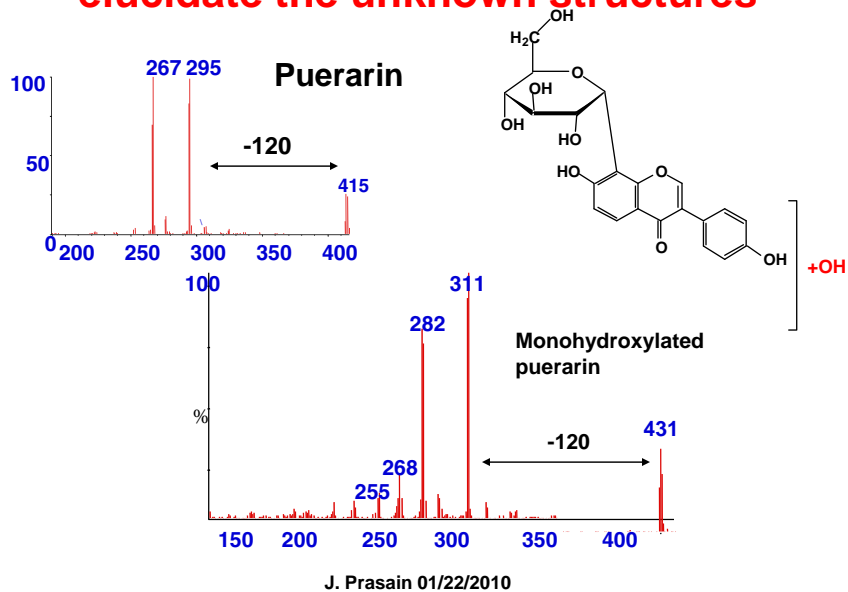 elucidate the unknown structures
Puerarin
267 295
100
-120
50
415
0
200 250 300 350 400
OH
H2C
O
OH
OH
HO
HO
O
O
OH
+OH
100
311
282
Monohydroxylated
puerarin
%
-120
431
268
255
150 200 250 300 350 400
J. Prasain 01/22/2010